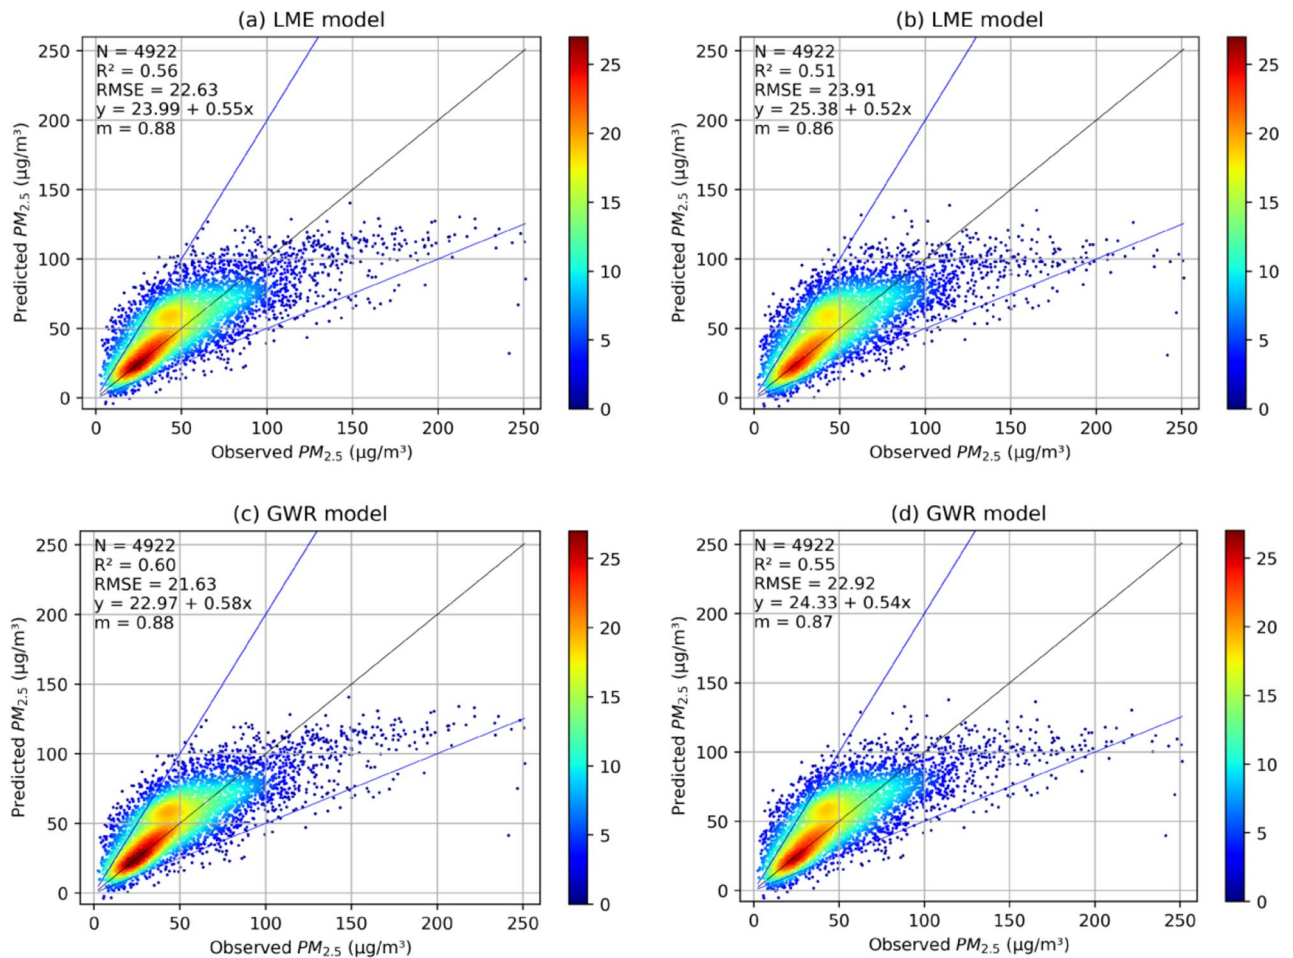 (a) LME model
N = 4922
R² = 0.56
RMSE = 22.63
y = 23.99 + 0.55x
m = 0.88
250
200
150
100
50
0
Predicted PM2.5 (μg/m³)
0 50 100 150 200 250
Observed PM2.5 (μg/m³)
25
20
15
10
5
0
(b) LME model
N = 4922
R² = 0.51
RMSE = 23.91
y = 25.38 + 0.52x
m = 0.86
250
200
150
100
50
0
Predicted PM2.5 (μg/m³)
0 50 100 150 200 250
Observed PM2.5 (μg/m³)
25
20
15
10
5
0
(c) GWR model
N = 4922
R² = 0.60
RMSE = 21.63
y = 22.97 + 0.58x
m = 0.88
250
200
150
100
50
0
Predicted PM2.5 (μg/m³)
0 50 100 150 200 250
Observed PM2.5 (μg/m³)
25
20
15
10
5
0
(d) GWR model
N = 4922
R² = 0.55
RMSE = 22.92
y = 24.33 + 0.54x
m = 0.87
250
200
150
100
50
0
Predicted PM2.5 (μg/m³)
0 50 100 150 200 250
Observed PM2.5 (μg/m³)
25
20
15
10
5
0